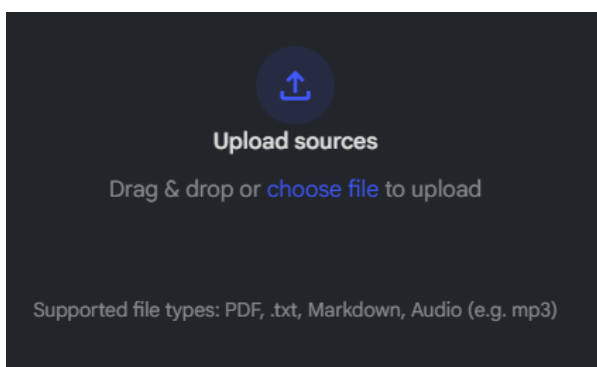 Upload sources
Drag & drop or choose file to upload
Supported file types: PDF, .txt, Markdown, Audio (e.g. mp3)